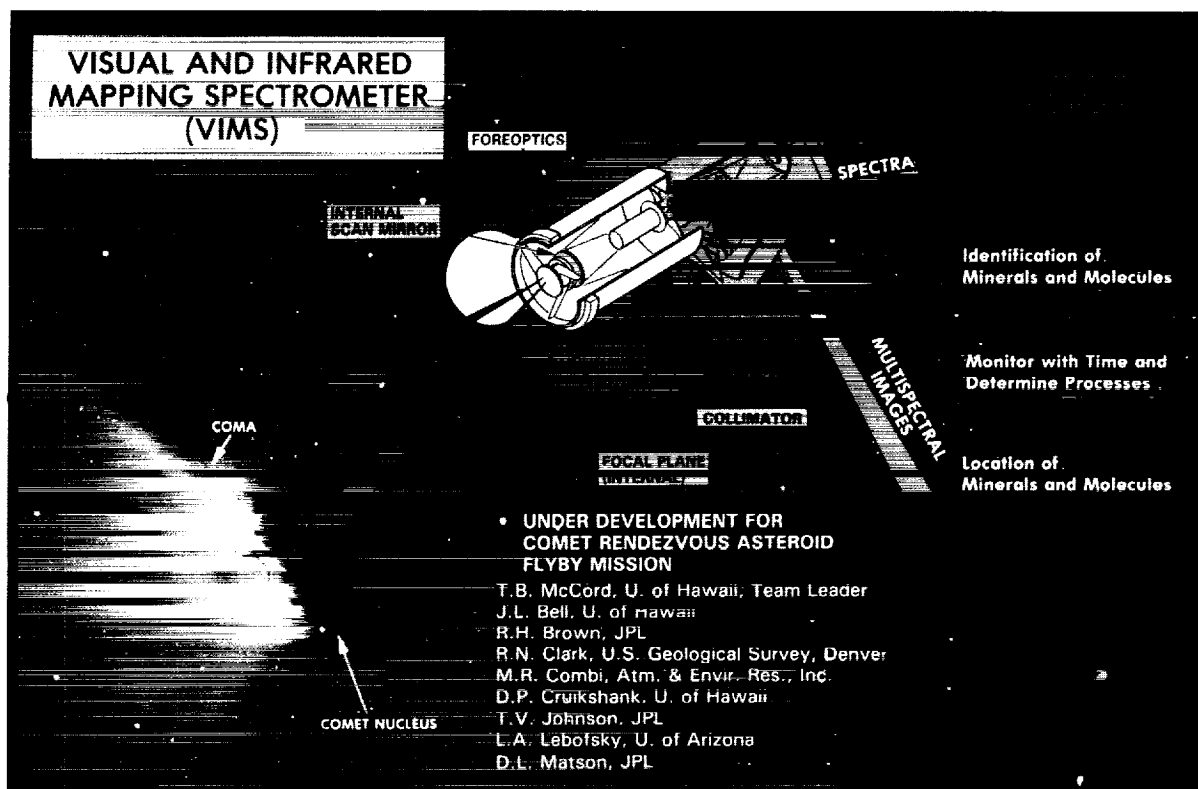 VISUAL AND INFRARED
MAPPING SPECTROMETER
(VIMS)
FOREOPTICS
SPECTRA
INTERNAL
SCAN MIRROR
Identification of
Minerals and Molecules
Monitor with Time and
Determine Processes
MULTISPECTRAL
IMAGES
COLLIMATOR
COMA
FOCAL PLANE
(INTERNAL)
Location of
Minerals and Molecules
• UNDER DEVELOPMENT FOR
COMET RENDEZVOUS ASTEROID
FLYBY MISSION
T.B. McCord, U. of Hawaii, Team Leader
J.L. Bell, U. of Hawaii
R.H. Brown, JPL
R.N. Clark, U.S. Geological Survey, Denver
M.R. Combi, Atm. & Envir. Res., Inc.
D.P. Cruikshank, U. of Hawaii
T.V. Johnson, JPL
L.A. Lebofsky, U. of Arizona
D.L. Matson, JPL
COMET NUCLEUS